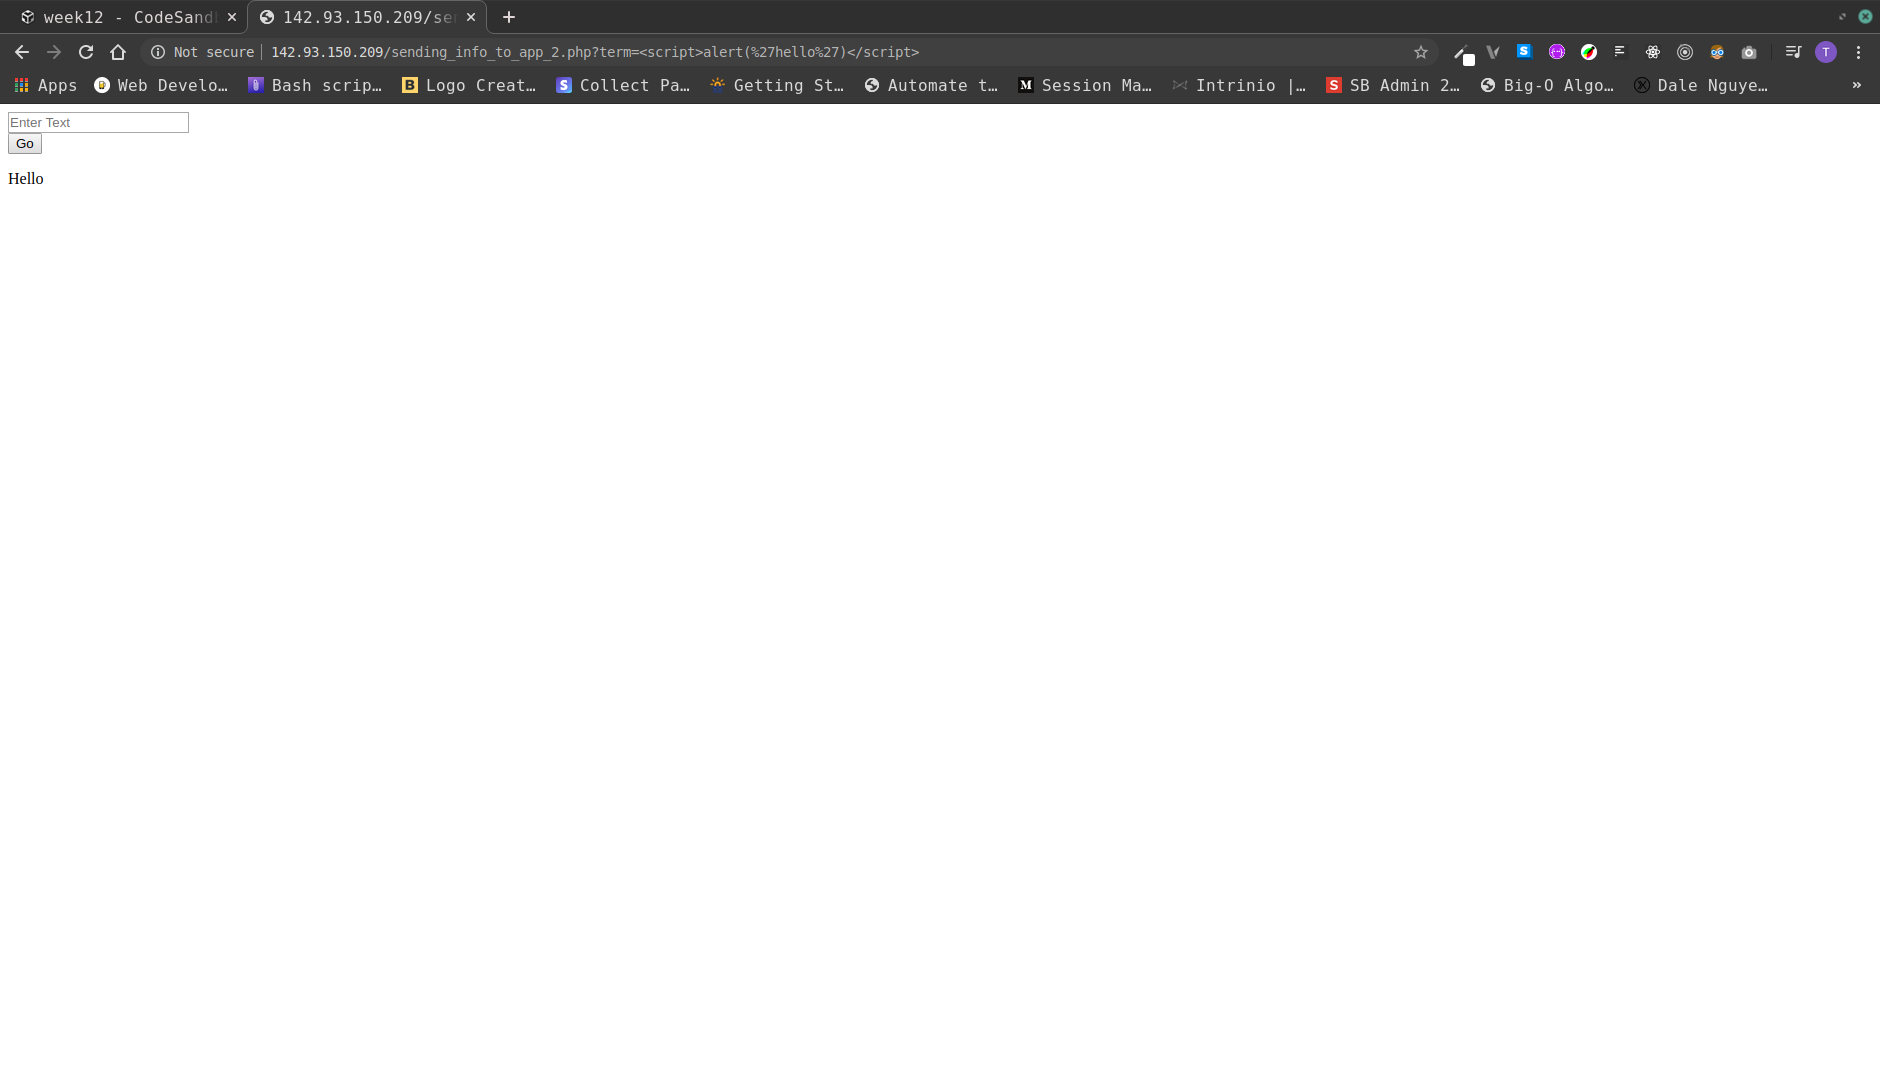 week12 - CodeSandb
142.93.150.209/sen
Not secure
142.93.150.209/sending_info_to_app_2.php?term=<script>alert(%27hello%27)</script>
T
Apps
Web Develo…
Bash scrip…
B
Logo Creat…
S
Collect Pa…
Getting St…
Automate t…
M
Session Ma…
Intrinio |…
S
SB Admin 2…
Big-O Algo…
Dale Nguye…
»
Enter Text
Go
Hello